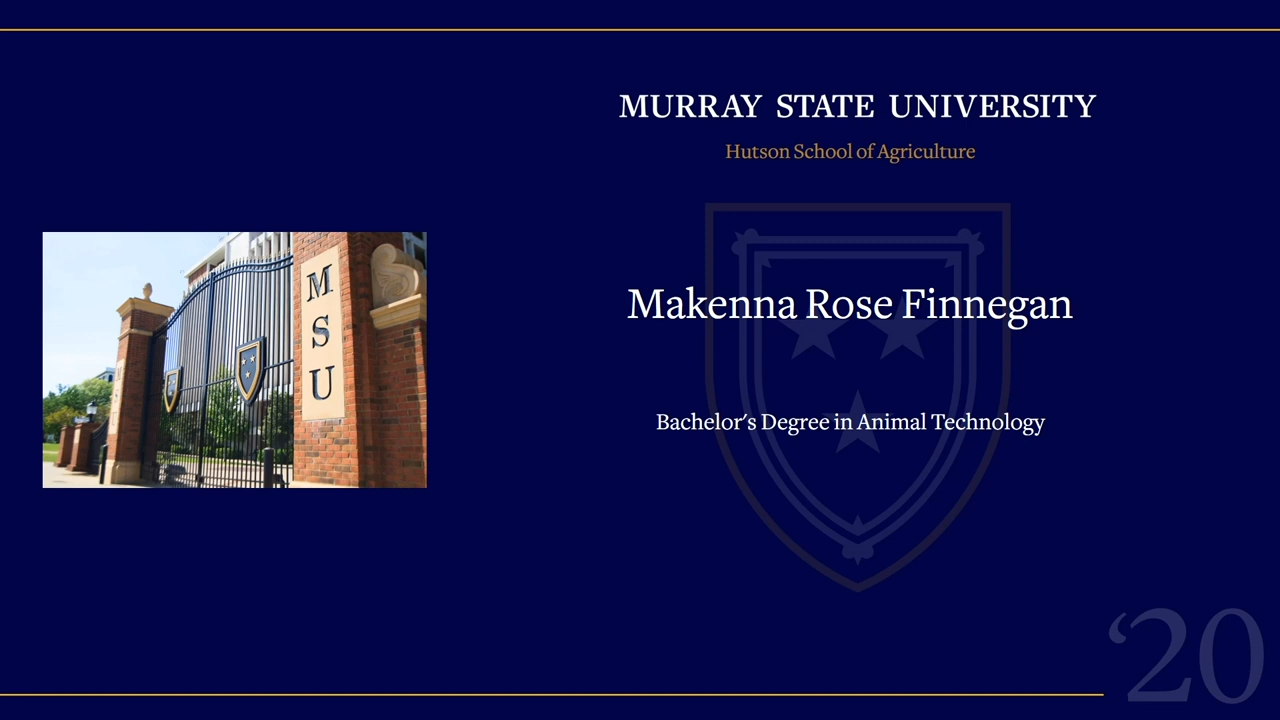 MURRAY STATE UNIVERSITY
Hutson School of Agriculture
M
S
U
Makenna Rose Finnegan
Bachelor's Degree in Animal Technology
‘20